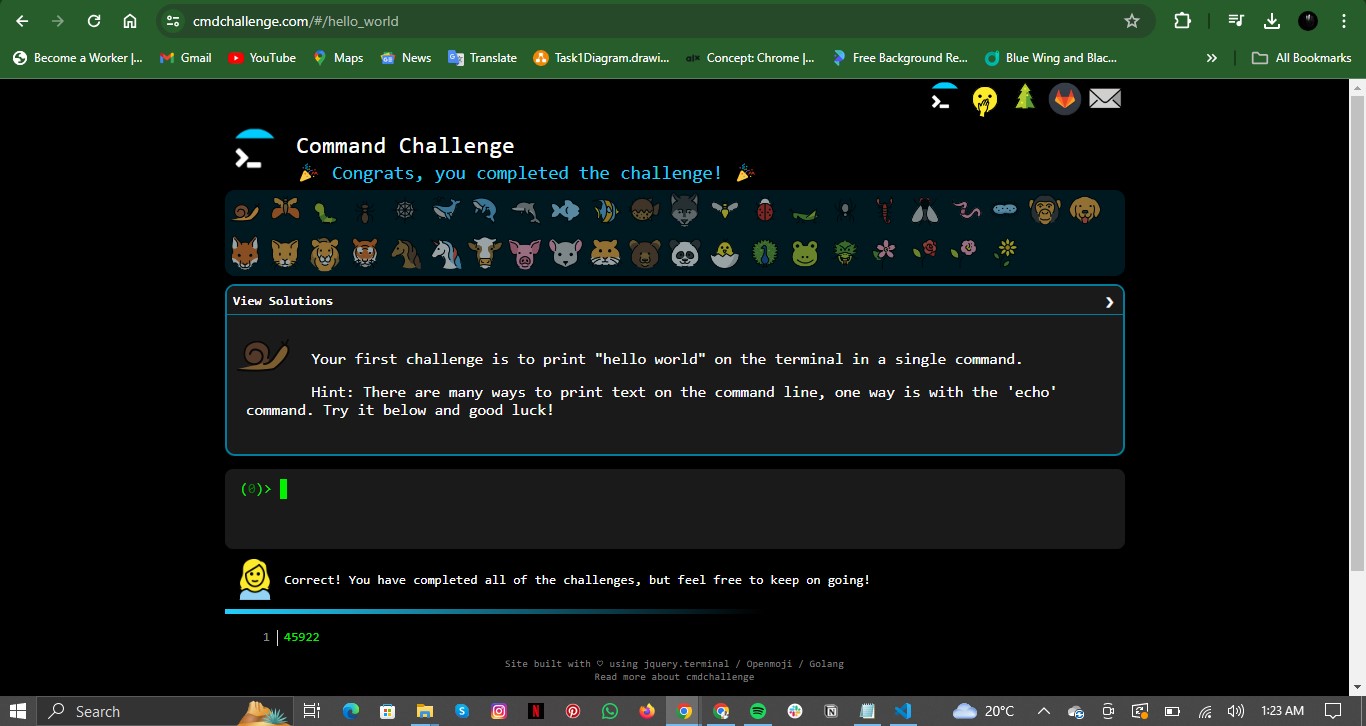 cmdchallenge.com/#/hello_world
Become a Worker |... Gmail YouTube Maps News Translate Task1Diagram.drawi... alx Concept: Chrome |... Free Background Re... Blue Wing and Blac... » All Bookmarks
Command Challenge
Congrats, you completed the challenge!
View Solutions
Your first challenge is to print "hello world" on the terminal in a single command.
Hint: There are many ways to print text on the command line, one way is with the 'echo'
command. Try it below and good luck!
(0)>
Correct! You have completed all of the challenges, but feel free to keep on going!
1 45922
Site built with ♡ using jquery.terminal / Openmoji / Golang
Read more about cmdchallenge
Search 20°C 1:23 AM